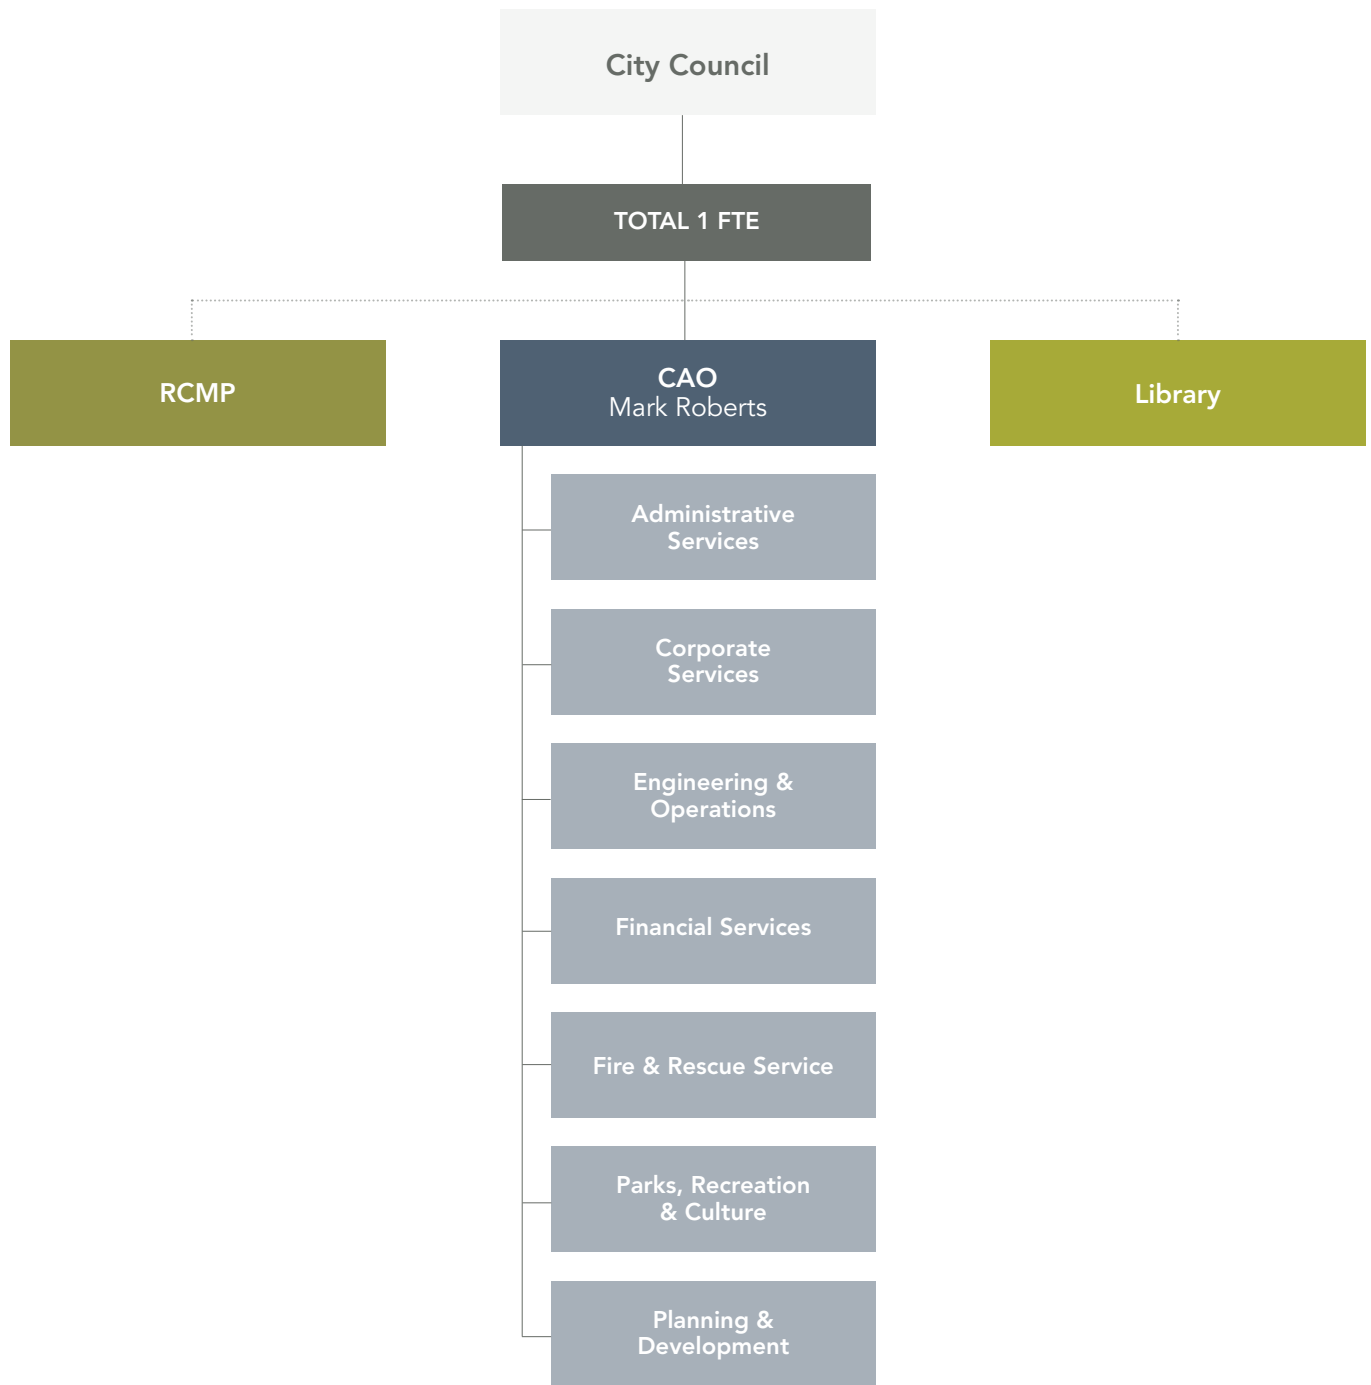 City Council
TOTAL 1 FTE
RCMP
CAO
Mark Roberts
Library
Administrative
Services
Corporate
Services
Engineering &
Operations
Financial Services
Fire & Rescue Service
Parks, Recreation
& Culture
Planning &
Development